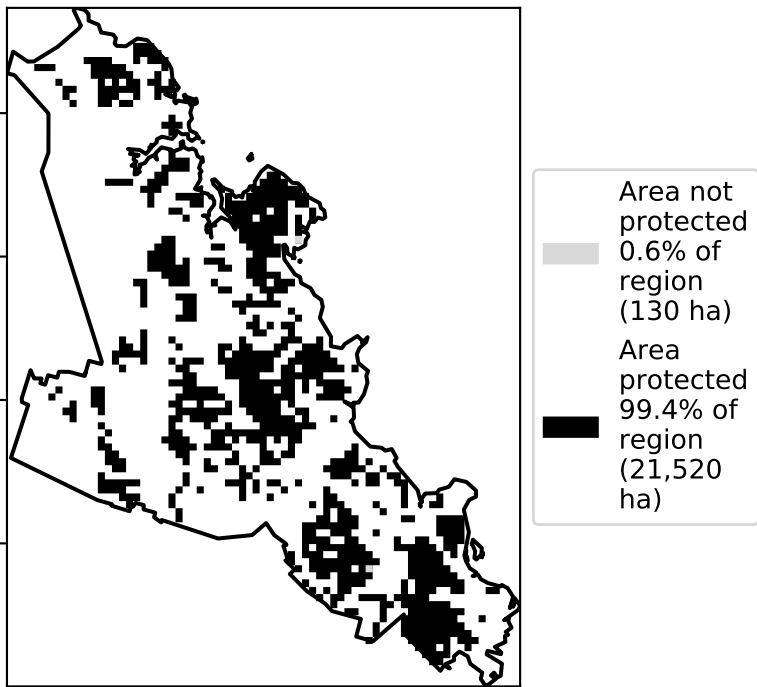 Area not
protected
0.6% of
region
(130 ha)
Area
protected
99.4% of
region
(21,520
ha)